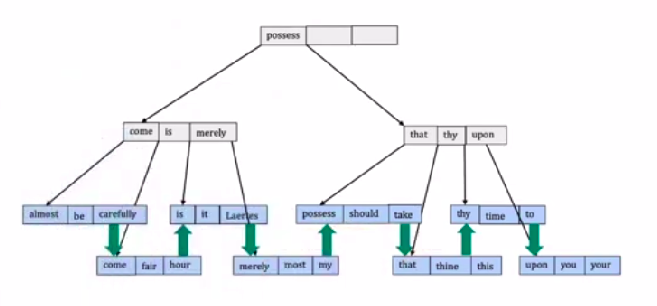 possess
come is merely
that thy upon
almost be carefully
is it Laertes
possess should take
thy time to
come fair hour
merely most my
that thine this
upon you your